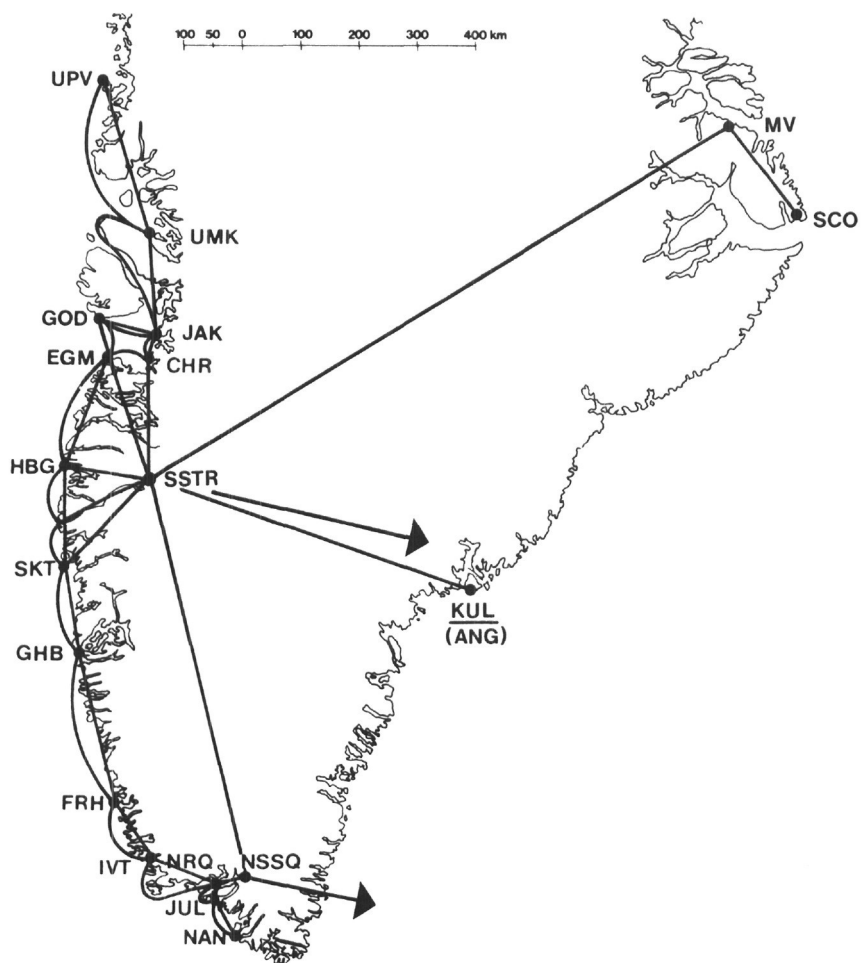 100 50 0 100 200 300 400 km
UPV
MV
SCO
UMK
GOD
JAK
EGM
CHR
HBG
SSTR
SKT
KUL
(ANG)
GHB
FRH
IVT
NRQ
NSSQ
JUL
NAN